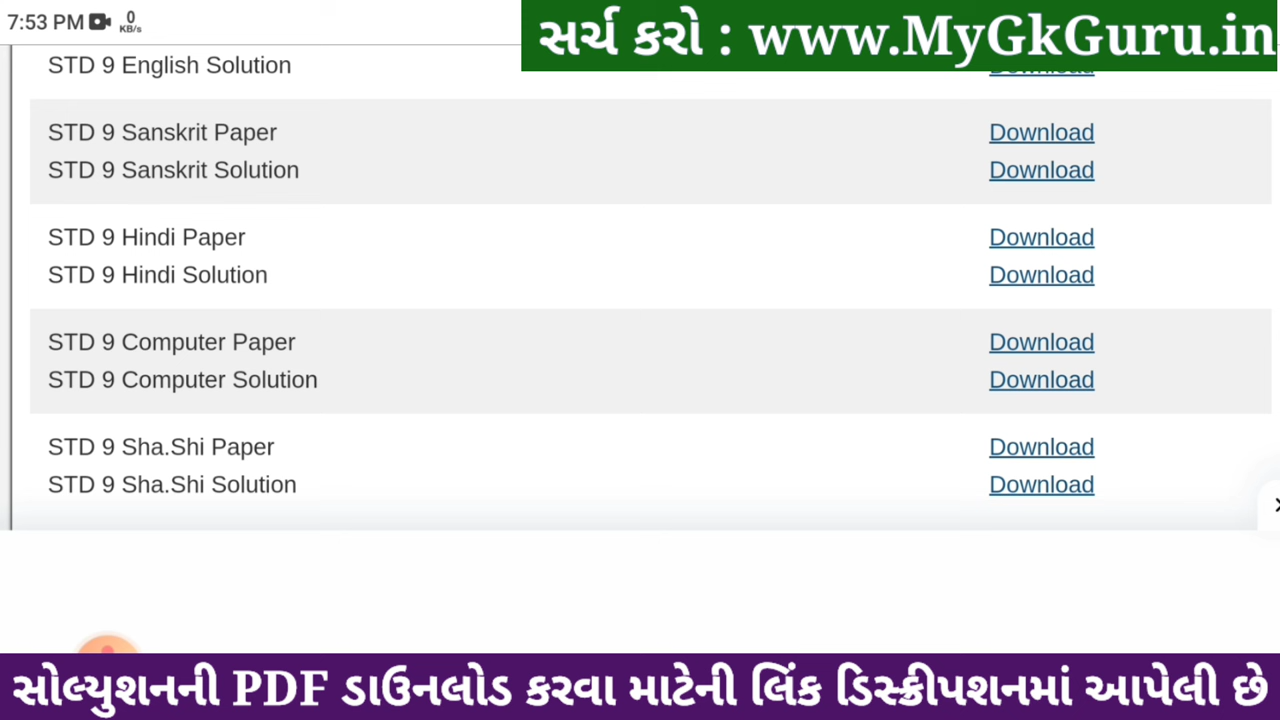 7:53 PM 0 KB/s
સર્ચ કરો : www.MyGkGuru.in
STD 9 English Solution Download
STD 9 Sanskrit Paper Download
STD 9 Sanskrit Solution Download
STD 9 Hindi Paper Download
STD 9 Hindi Solution Download
STD 9 Computer Paper Download
STD 9 Computer Solution Download
STD 9 Sha.Shi Paper Download
STD 9 Sha.Shi Solution Download
સોલ્યુશનની PDF ડાઉનલોડ કરવા માટેની લિંક ડિસ્ક્રીપશનમાં આપેલી છે